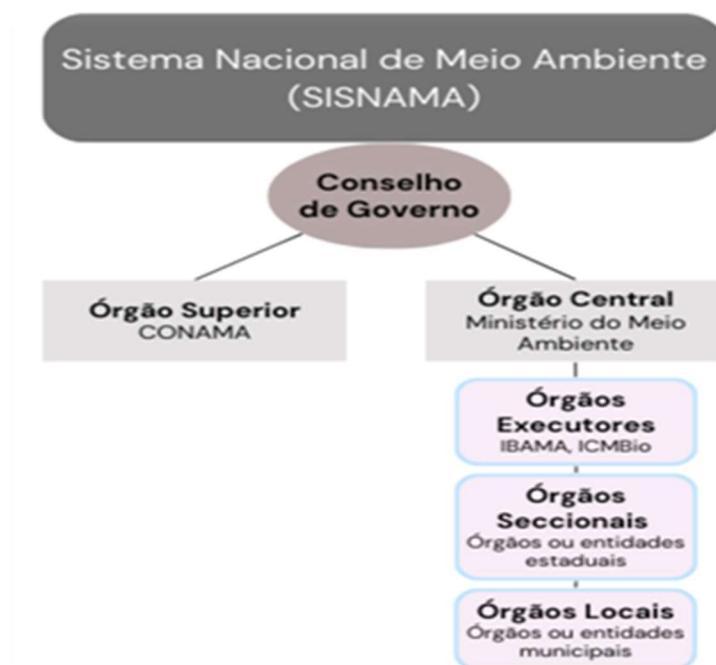 Sistema Nacional de Meio Ambiente
(SISNAMA)
Conselho
de Governo
Órgão Superior
CONAMA
Órgão Central
Ministério do Meio
Ambiente
Órgãos
Executores
IBAMA, ICMBio
Órgãos
Seccionais
Órgãos ou entidades
estaduais
Órgãos Locais
Órgãos ou entidades
municipais